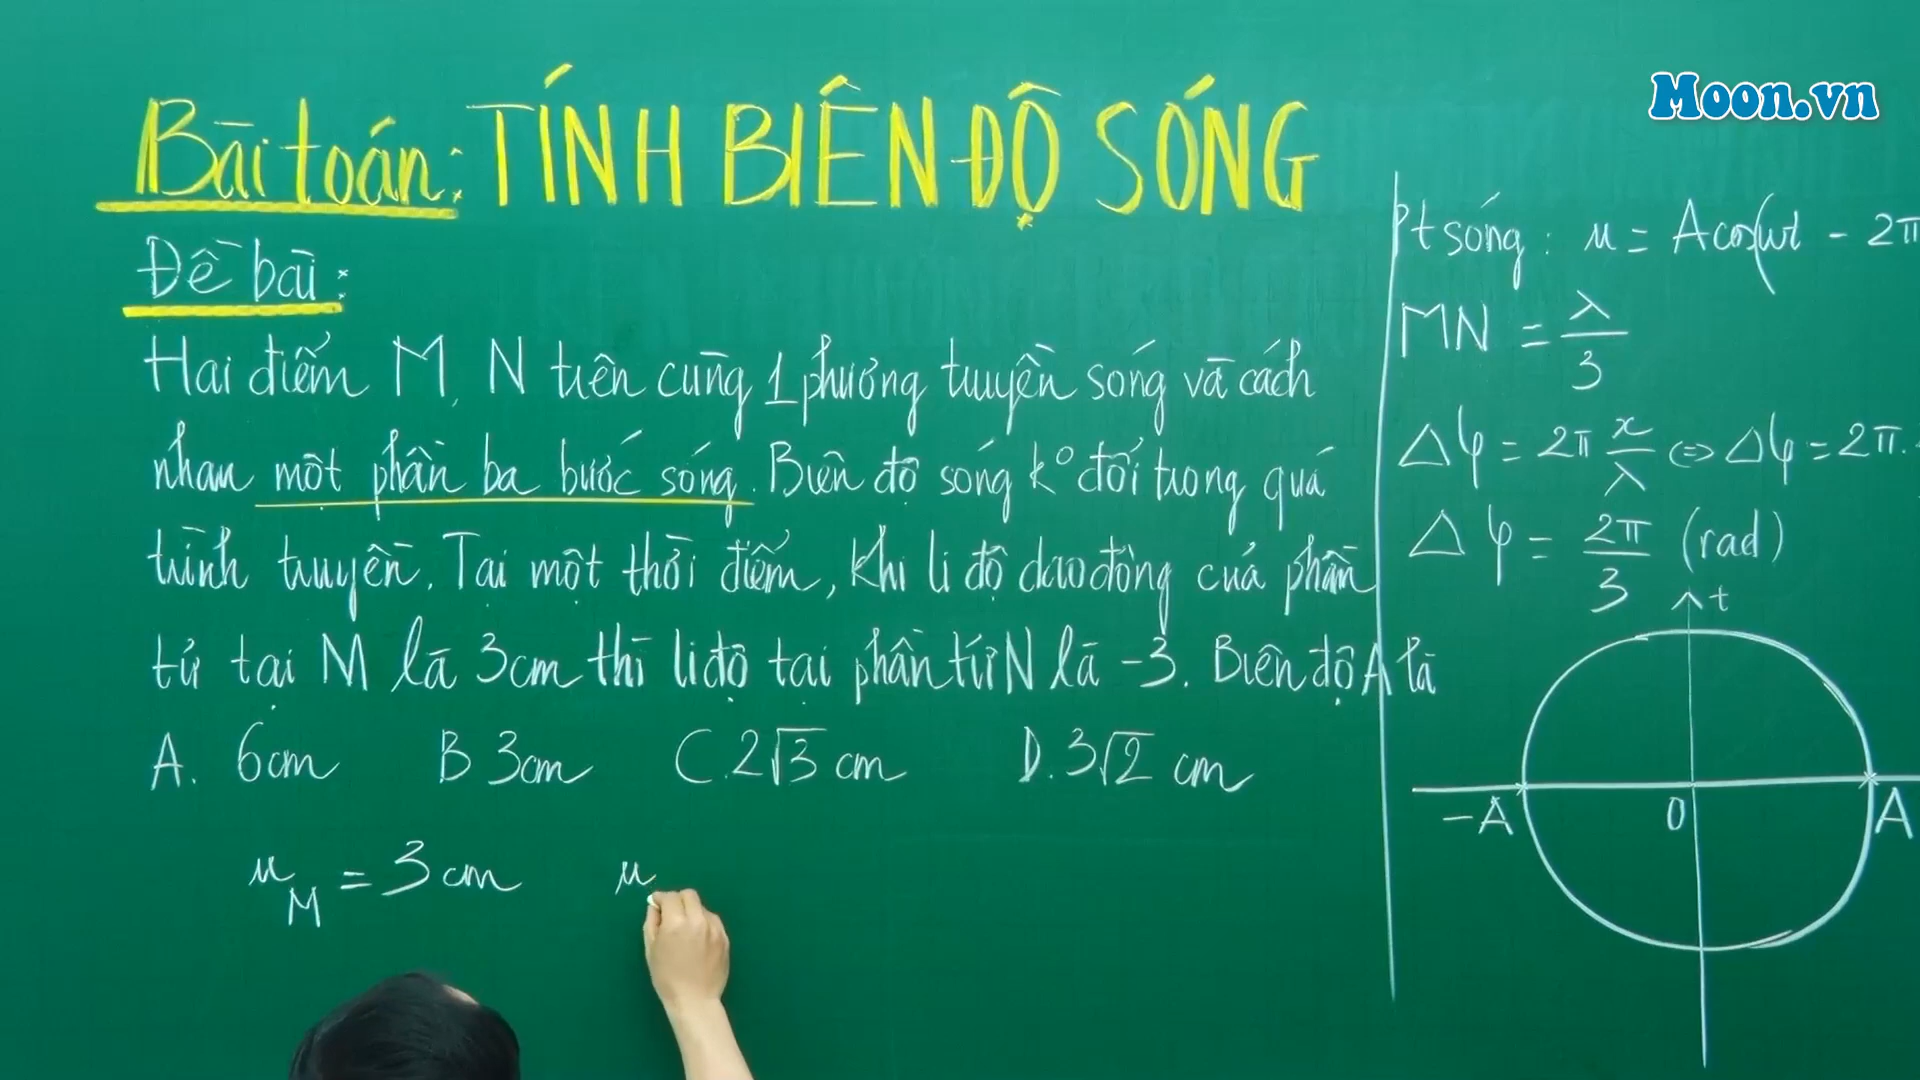 Moon.vn
Bài toán: TÍNH BIÊN ĐỘ SÓNG
Đề bài:
Hai điểm M, N trên cùng 1 phương truyền sóng và cách
nhau một phần ba bước sóng. Biên độ sóng k° đổi trong quá
trình truyền. Tại một thời điểm, khi li độ dao động của phần
tử tại M là 3cm thì li độ tại phần tử N là -3. Biên độ A là
A. 6cm B 3cm C. 2√3 cm D. 3√2 cm
u_M = 3 cm u
Pt sóng: u = A cos(ωt - 2π
MN = λ/3
Δφ = 2π x/λ ⇔ Δφ = 2π.
Δφ = 2π/3 (rad)
t
-A O A